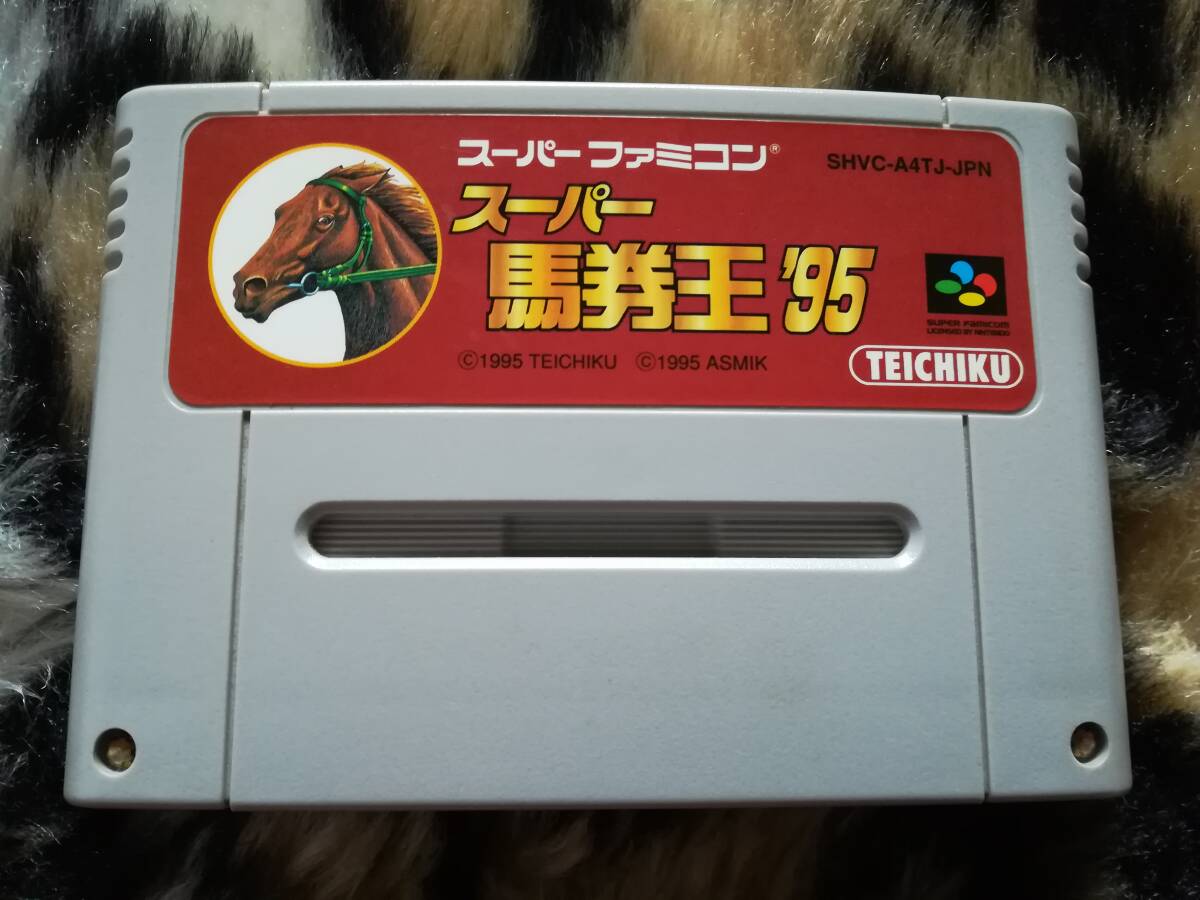 スーパーファミコン®
SHVC-A4TJ-JPN
スーパー
馬券王'95
SUPER FAMICOM
LICENSED BY NINTENDO
©1995 TEICHIKU ©1995 ASMIK
TEICHIKU